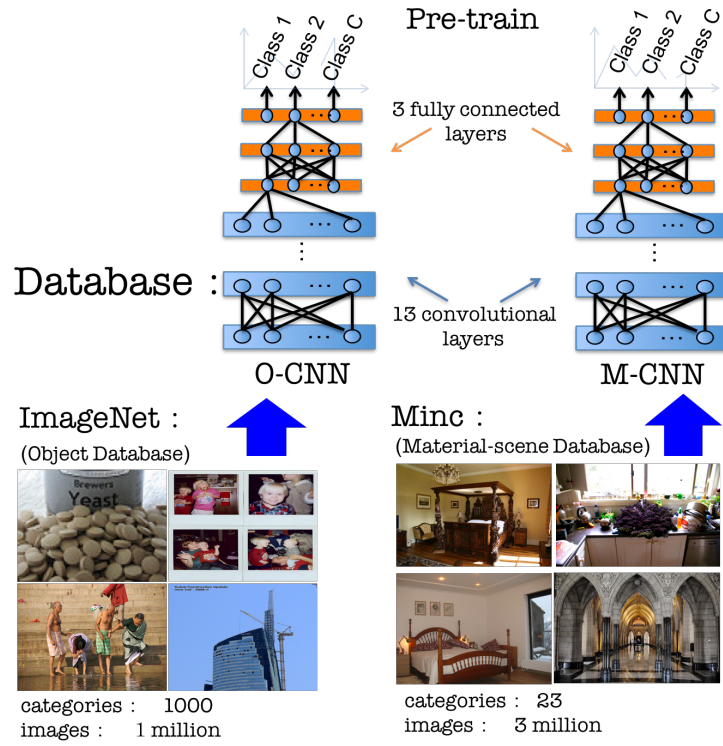 Pre-train
Class 1
Class 2
Class C
Class 1
Class 2
Class C
3 fully connected
layers
Database :
13 convolutional
layers
O-CNN
M-CNN
ImageNet :
(Object Database)
Minc :
(Material-scene Database)
Brewers
Yeast
categories : 1000
images : 1 million
categories : 23
images : 3 million